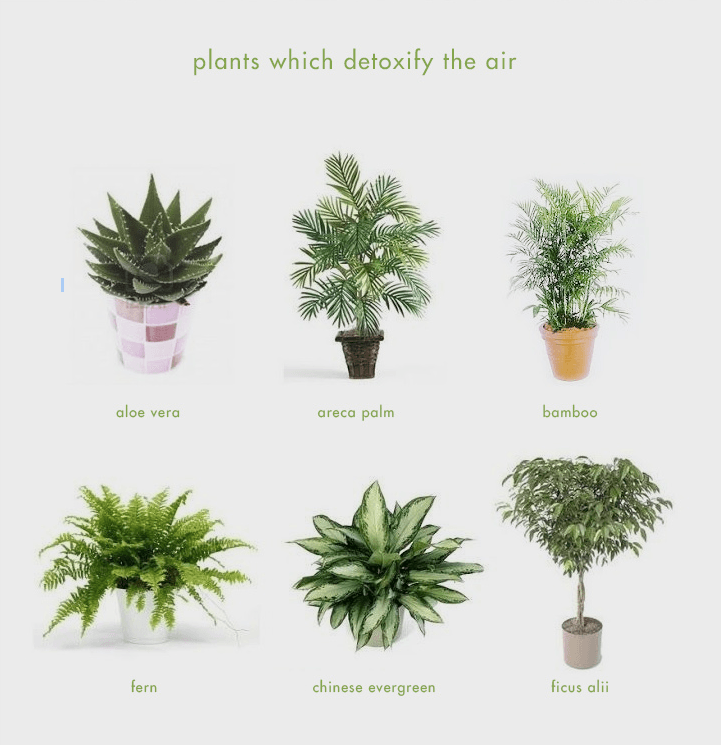 plants which detoxify the air
aloe vera
areca palm
bamboo
fern
chinese evergreen
ficus alii